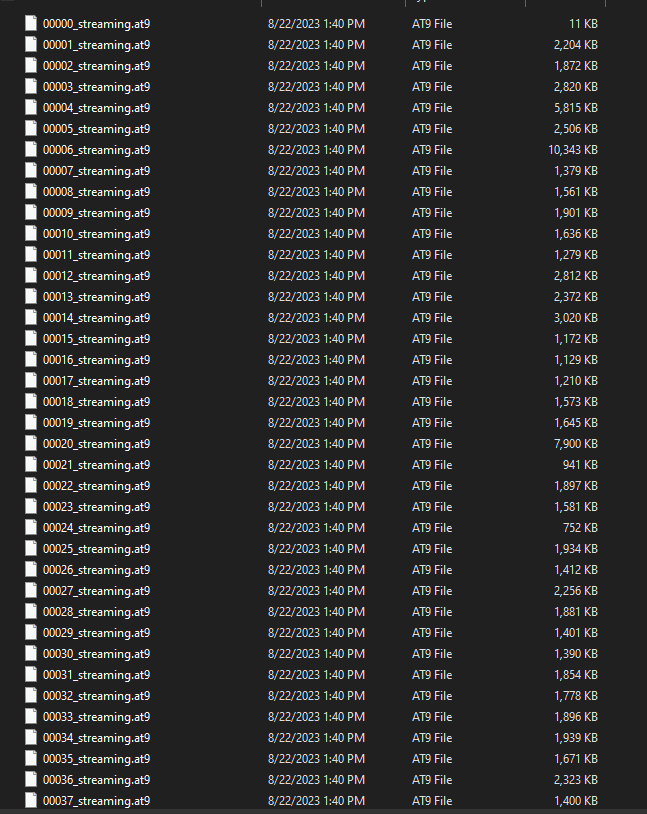 00000_streaming.at9 8/22/2023 1:40 PM AT9 File 11 KB
00001_streaming.at9 8/22/2023 1:40 PM AT9 File 2,204 KB
00002_streaming.at9 8/22/2023 1:40 PM AT9 File 1,872 KB
00003_streaming.at9 8/22/2023 1:40 PM AT9 File 2,820 KB
00004_streaming.at9 8/22/2023 1:40 PM AT9 File 5,815 KB
00005_streaming.at9 8/22/2023 1:40 PM AT9 File 2,506 KB
00006_streaming.at9 8/22/2023 1:40 PM AT9 File 10,343 KB
00007_streaming.at9 8/22/2023 1:40 PM AT9 File 1,379 KB
00008_streaming.at9 8/22/2023 1:40 PM AT9 File 1,561 KB
00009_streaming.at9 8/22/2023 1:40 PM AT9 File 1,901 KB
00010_streaming.at9 8/22/2023 1:40 PM AT9 File 1,636 KB
00011_streaming.at9 8/22/2023 1:40 PM AT9 File 1,279 KB
00012_streaming.at9 8/22/2023 1:40 PM AT9 File 2,812 KB
00013_streaming.at9 8/22/2023 1:40 PM AT9 File 2,372 KB
00014_streaming.at9 8/22/2023 1:40 PM AT9 File 3,020 KB
00015_streaming.at9 8/22/2023 1:40 PM AT9 File 1,172 KB
00016_streaming.at9 8/22/2023 1:40 PM AT9 File 1,129 KB
00017_streaming.at9 8/22/2023 1:40 PM AT9 File 1,210 KB
00018_streaming.at9 8/22/2023 1:40 PM AT9 File 1,573 KB
00019_streaming.at9 8/22/2023 1:40 PM AT9 File 1,645 KB
00020_streaming.at9 8/22/2023 1:40 PM AT9 File 7,900 KB
00021_streaming.at9 8/22/2023 1:40 PM AT9 File 941 KB
00022_streaming.at9 8/22/2023 1:40 PM AT9 File 1,897 KB
00023_streaming.at9 8/22/2023 1:40 PM AT9 File 1,581 KB
00024_streaming.at9 8/22/2023 1:40 PM AT9 File 752 KB
00025_streaming.at9 8/22/2023 1:40 PM AT9 File 1,934 KB
00026_streaming.at9 8/22/2023 1:40 PM AT9 File 1,412 KB
00027_streaming.at9 8/22/2023 1:40 PM AT9 File 2,256 KB
00028_streaming.at9 8/22/2023 1:40 PM AT9 File 1,881 KB
00029_streaming.at9 8/22/2023 1:40 PM AT9 File 1,401 KB
00030_streaming.at9 8/22/2023 1:40 PM AT9 File 1,390 KB
00031_streaming.at9 8/22/2023 1:40 PM AT9 File 1,854 KB
00032_streaming.at9 8/22/2023 1:40 PM AT9 File 1,778 KB
00033_streaming.at9 8/22/2023 1:40 PM AT9 File 1,896 KB
00034_streaming.at9 8/22/2023 1:40 PM AT9 File 1,939 KB
00035_streaming.at9 8/22/2023 1:40 PM AT9 File 1,671 KB
00036_streaming.at9 8/22/2023 1:40 PM AT9 File 2,323 KB
00037_streaming.at9 8/22/2023 1:40 PM AT9 File 1,400 KB